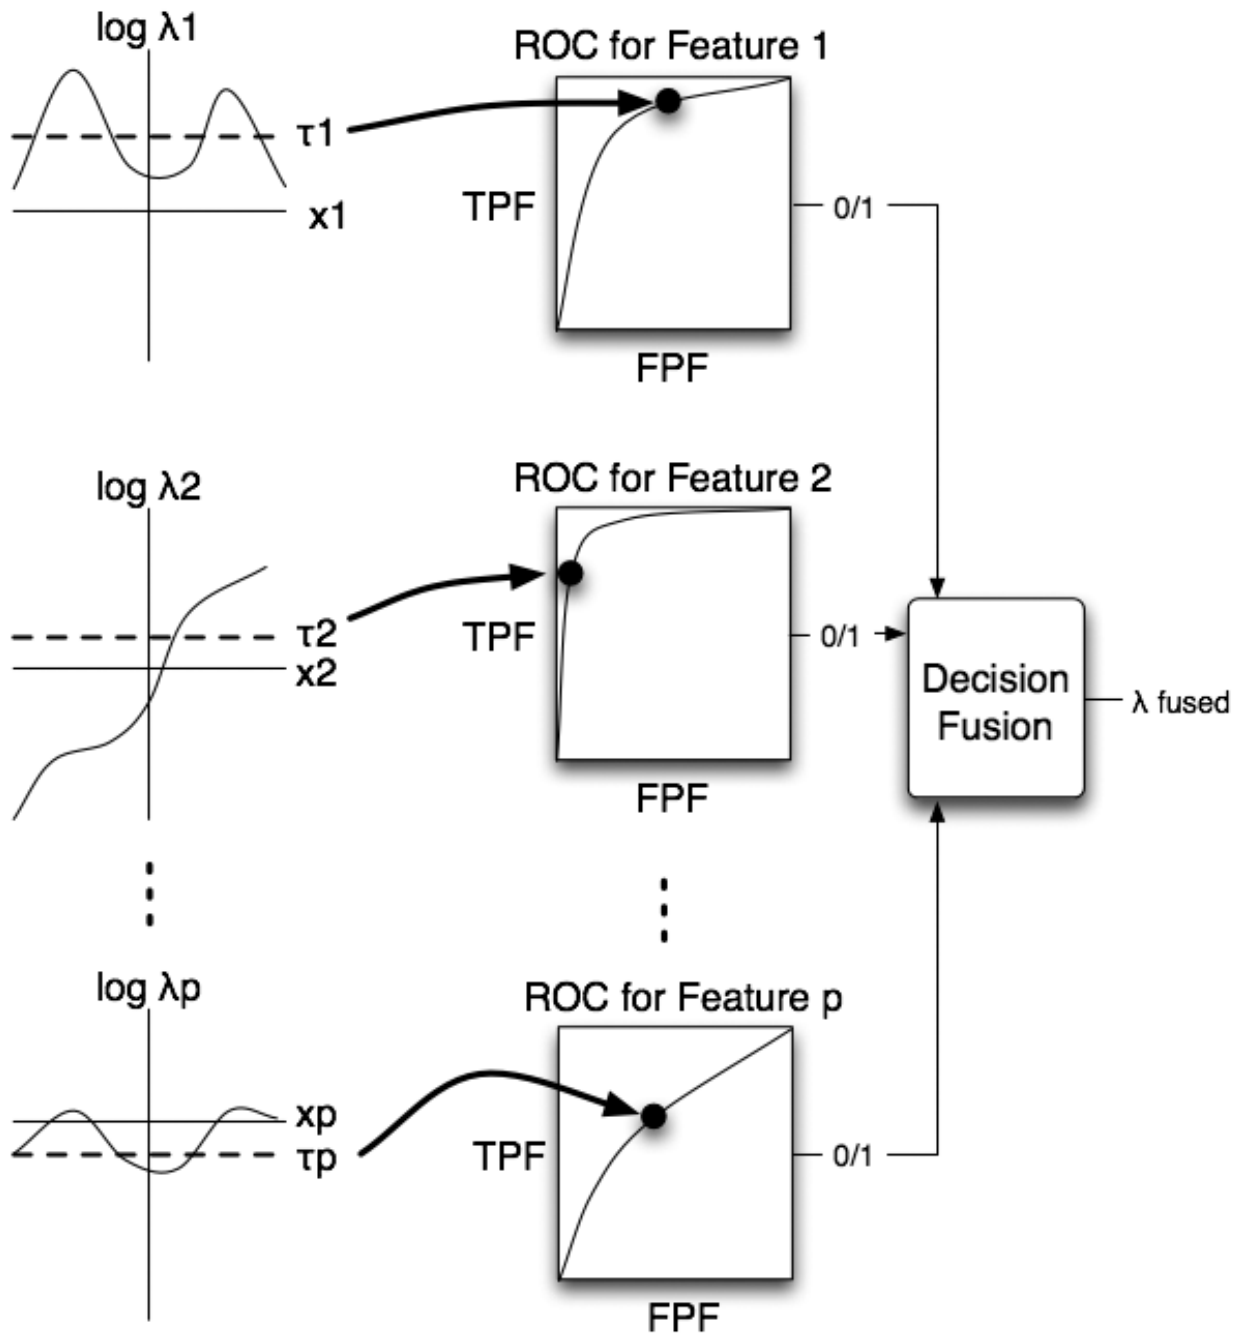 log λ1
τ1
x1
ROC for Feature 1
TPF
FPF
0/1
log λ2
τ2
x2
ROC for Feature 2
TPF
FPF
0/1
Decision
Fusion
λ fused
log λp
xp
τp
ROC for Feature p
TPF
FPF
0/1